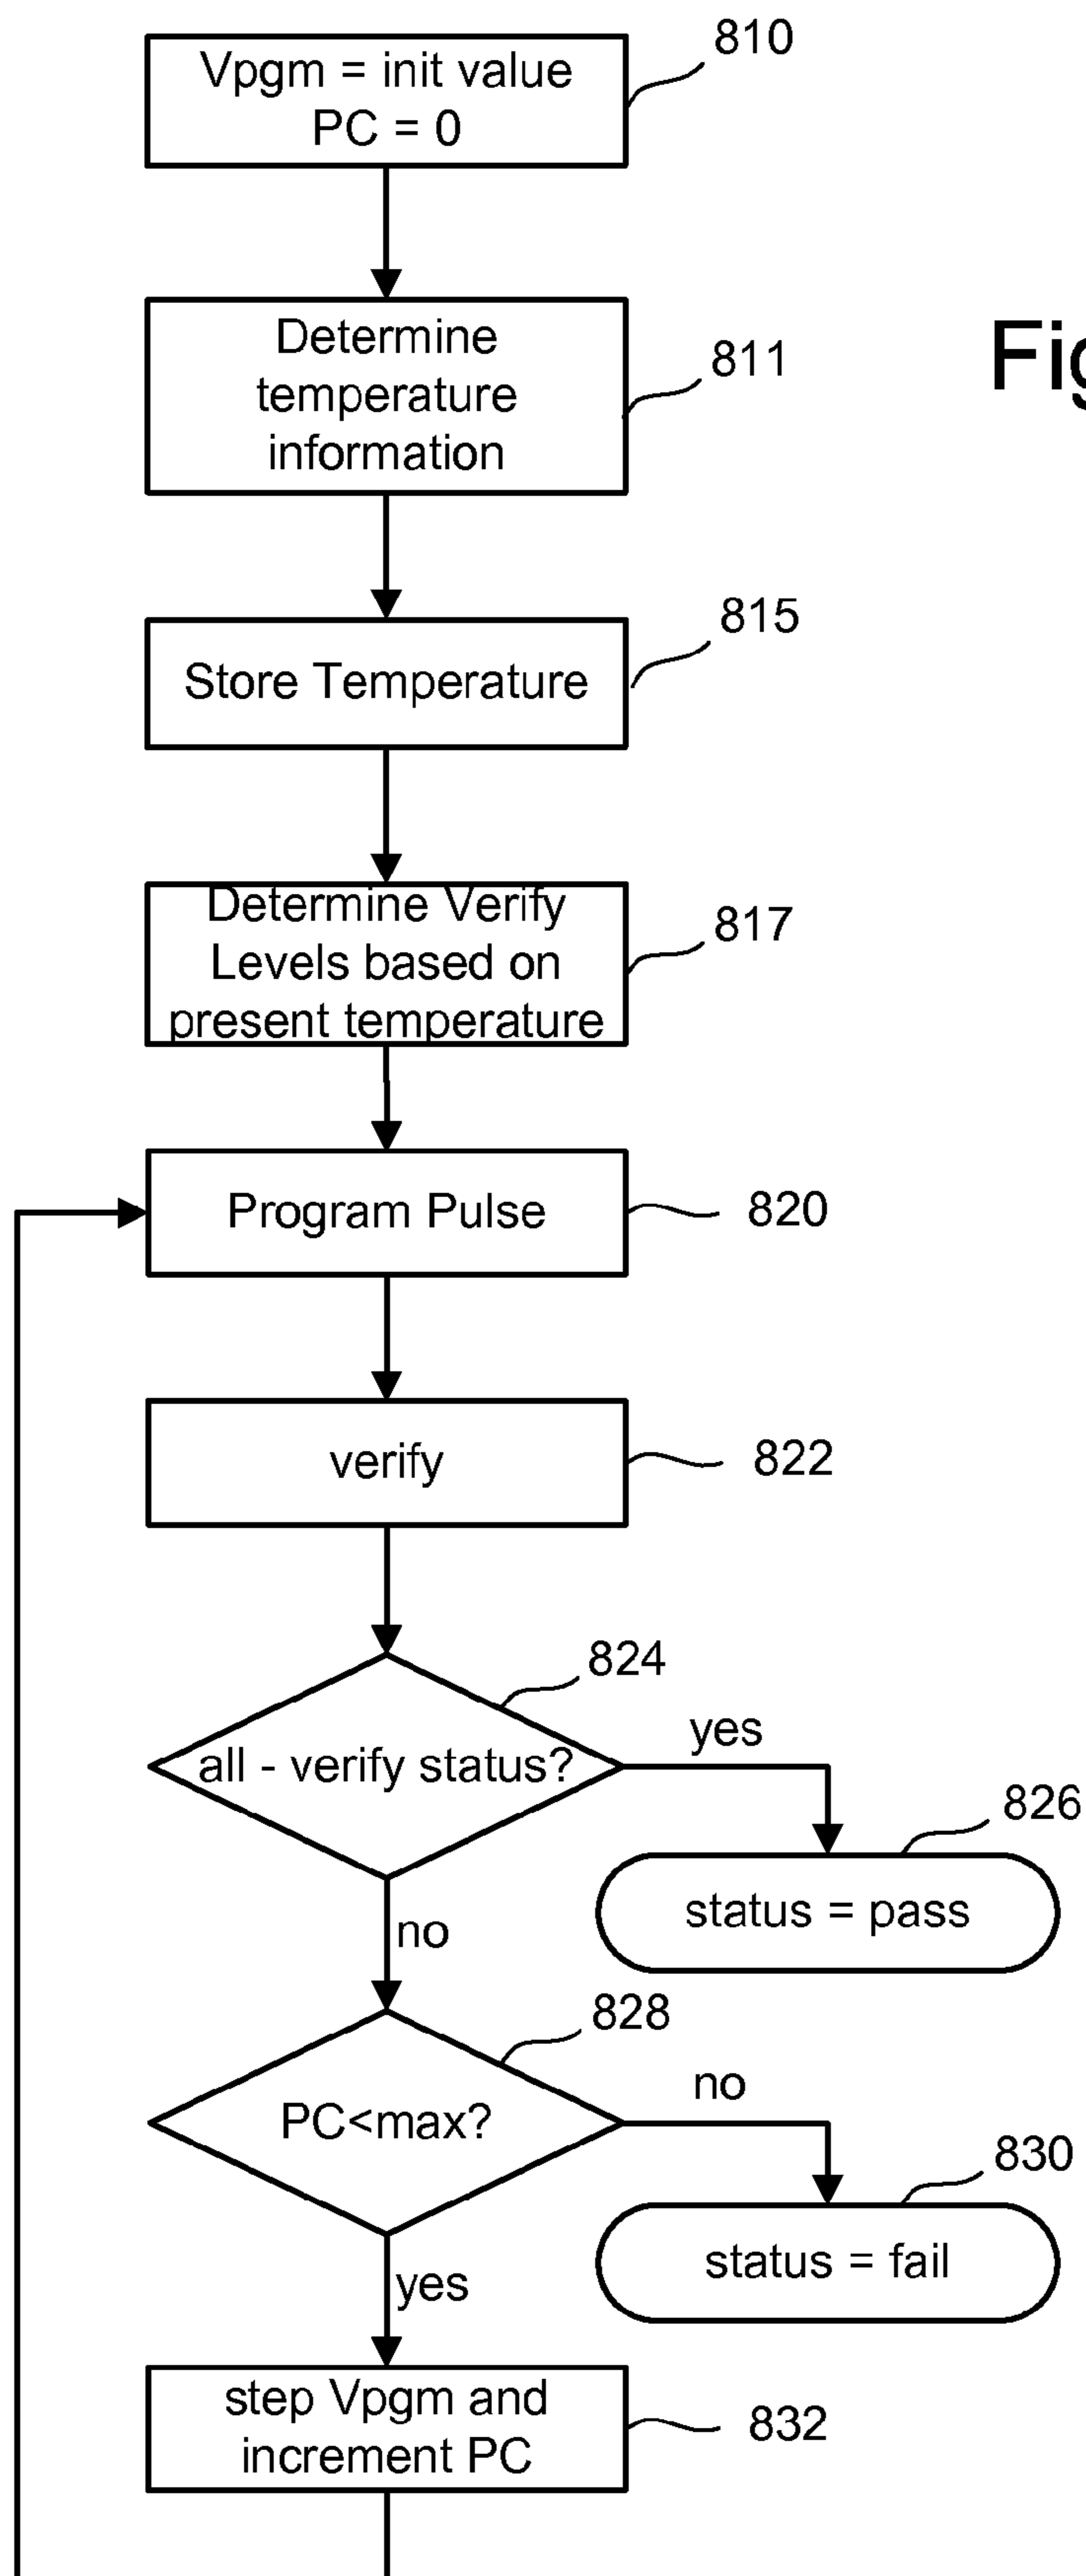 810
Vpgm = init value
PC = 0
Determine
temperature
information
811
Fig
815
Store Temperature
Determine Verify
Levels based on
present temperature
817
Program Pulse
820
verify
822
824
all - verify status?
yes
826
status = pass
no
828
PC<max?
no
830
status = fail
yes
step Vpgm and
increment PC
832